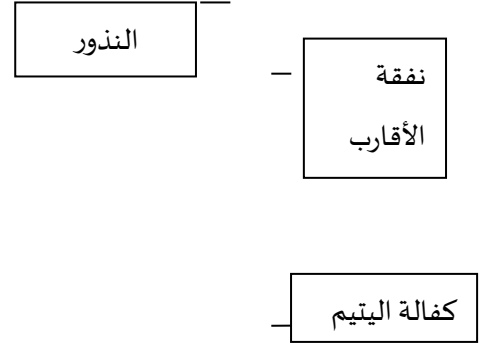 النذور
نفقة
الأقارب
كفالة اليتيم